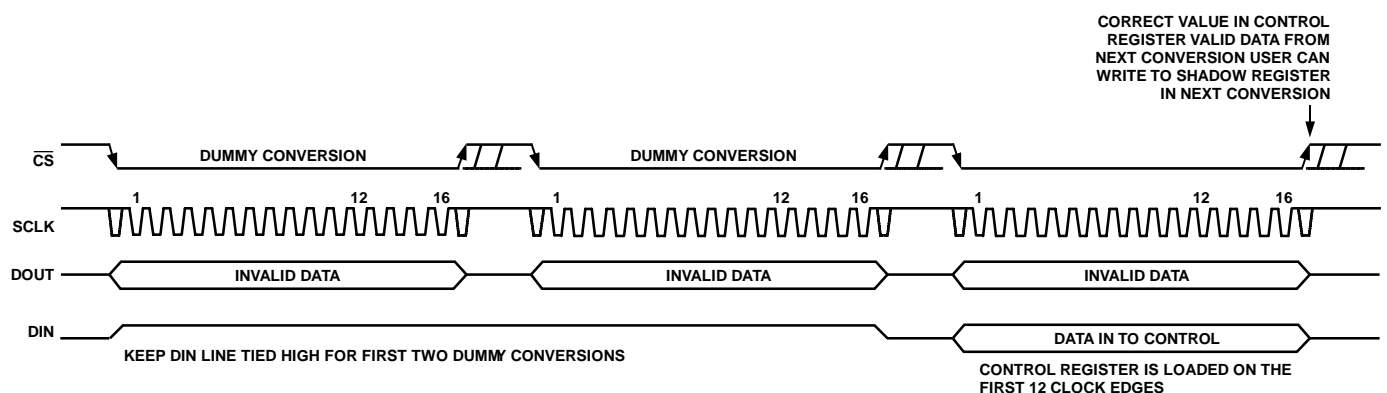 CORRECT VALUE IN CONTROL
REGISTER VALID DATA FROM
NEXT CONVERSION USER CAN
WRITE TO SHADOW REGISTER
IN NEXT CONVERSION
CS
DUMMY CONVERSION
DUMMY CONVERSION
1 12 16 1 12 16 1 12 16
SCLK
DOUT
INVALID DATA
INVALID DATA
INVALID DATA
DIN
DATA IN TO CONTROL
KEEP DIN LINE TIED HIGH FOR FIRST TWO DUMMY CONVERSIONS
CONTROL REGISTER IS LOADED ON THE
FIRST 12 CLOCK EDGES